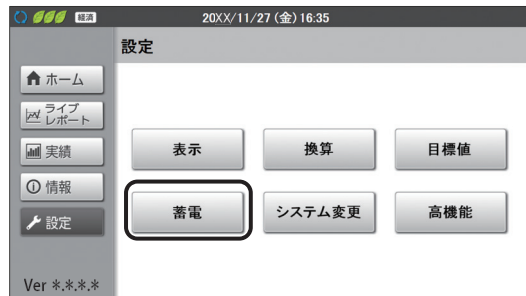 経済 20XX/11/27 (金) 16:35
設定
ホーム
ライブ
レポート
実績
情報
設定
表示 換算 目標値
蓄電 システム変更 高機能
Ver *.*.*.*